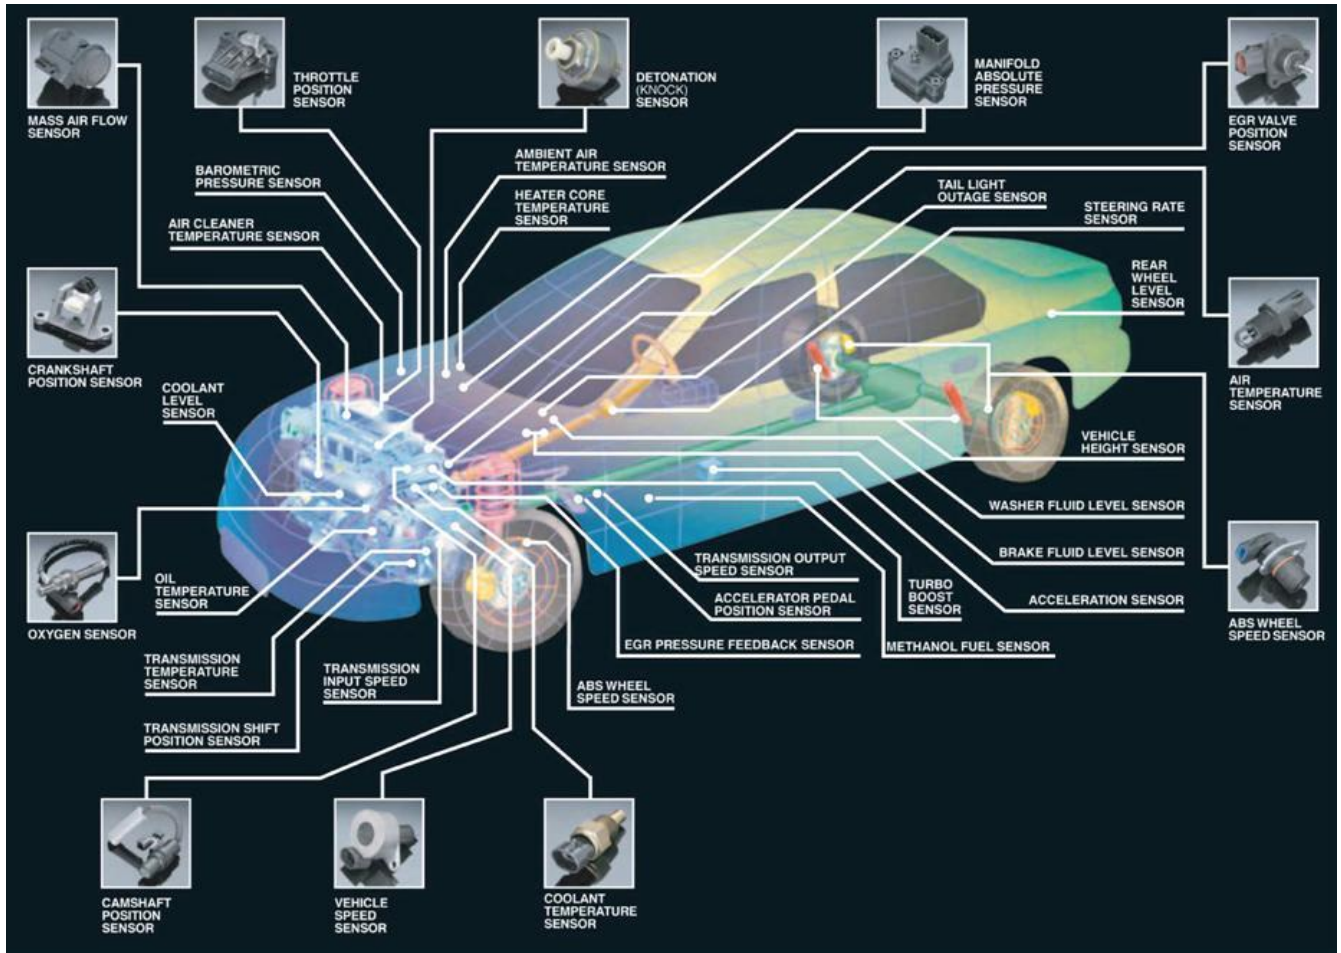 MASS AIR FLOW
SENSOR
THROTTLE
POSITION
SENSOR
DETONATION
(KNOCK)
SENSOR
MANIFOLD
ABSOLUTE
PRESSURE
SENSOR
EGR VALVE
POSITION
SENSOR
BAROMETRIC
PRESSURE SENSOR
AMBIENT AIR
TEMPERATURE SENSOR
HEATER CORE
TEMPERATURE
SENSOR
TAIL LIGHT
OUTAGE SENSOR
STEERING RATE
SENSOR
AIR CLEANER
TEMPERATURE SENSOR
REAR
WHEEL
LEVEL
SENSOR
CRANKSHAFT
POSITION SENSOR
COOLANT
LEVEL
SENSOR
AIR
TEMPERATURE
SENSOR
VEHICLE
HEIGHT SENSOR
WASHER FLUID LEVEL SENSOR
BRAKE FLUID LEVEL SENSOR
TRANSMISSION OUTPUT
SPEED SENSOR
ACCELERATOR PEDAL
POSITION SENSOR
TURBO
BOOST
SENSOR
ACCELERATION SENSOR
ABS WHEEL
SPEED SENSOR
OXYGEN SENSOR
OIL
TEMPERATURE
SENSOR
EGR PRESSURE FEEDBACK SENSOR
METHANOL FUEL SENSOR
TRANSMISSION
TEMPERATURE
SENSOR
TRANSMISSION
INPUT SPEED
SENSOR
ABS WHEEL
SPEED SENSOR
TRANSMISSION SHIFT
POSITION SENSOR
CAMSHAFT
POSITION
SENSOR
VEHICLE
SPEED
SENSOR
COOLANT
TEMPERATURE
SENSOR